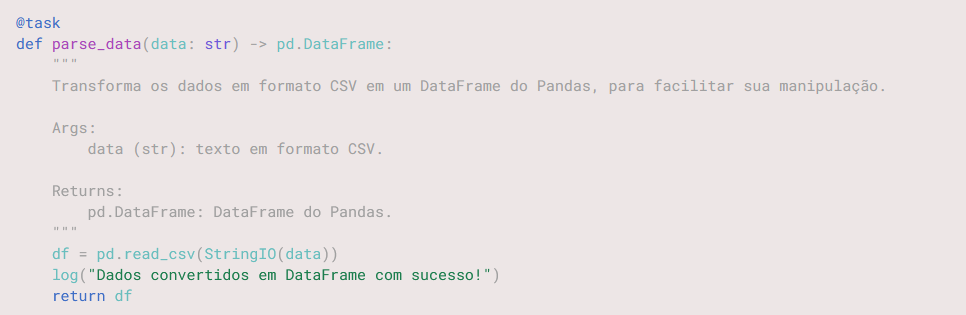 @task
def parse_data(data: str) -> pd.DataFrame:
    """
    Transforma os dados em formato CSV em um DataFrame do Pandas, para facilitar sua manipulação.

    Args:
        data (str): texto em formato CSV.

    Returns:
        pd.DataFrame: DataFrame do Pandas.
    """
    df = pd.read_csv(StringIO(data))
    log("Dados convertidos em DataFrame com sucesso!")
    return df